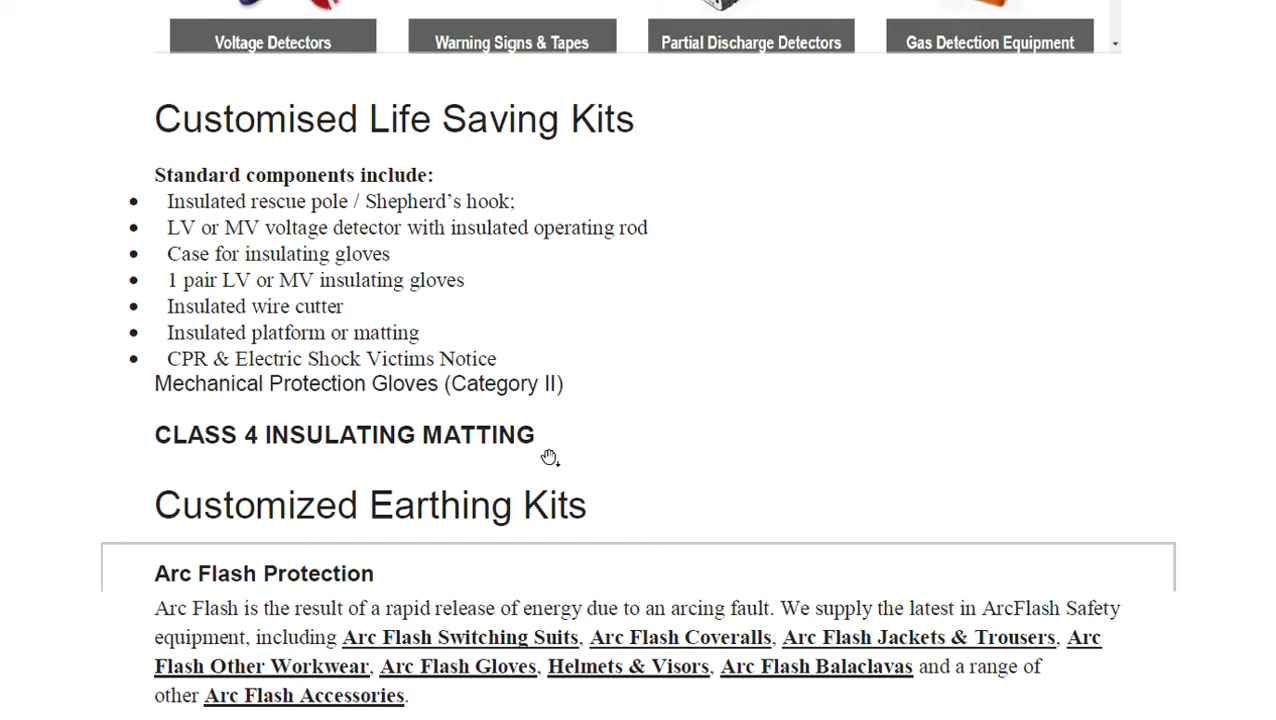 Voltage Detectors
Warning Signs & Tapes
Partial Discharge Detectors
Gas Detection Equipment
Customised Life Saving Kits
Standard components include:
• Insulated rescue pole / Shepherd’s hook;
• LV or MV voltage detector with insulated operating rod
• Case for insulating gloves
• 1 pair LV or MV insulating gloves
• Insulated wire cutter
• Insulated platform or matting
• CPR & Electric Shock Victims Notice
Mechanical Protection Gloves (Category II)
CLASS 4 INSULATING MATTING
Customized Earthing Kits
Arc Flash Protection
Arc Flash is the result of a rapid release of energy due to an arcing fault. We supply the latest in ArcFlash Safety
equipment, including Arc Flash Switching Suits, Arc Flash Coveralls, Arc Flash Jackets & Trousers, Arc
Flash Other Workwear, Arc Flash Gloves, Helmets & Visors, Arc Flash Balaclavas and a range of
other Arc Flash Accessories.